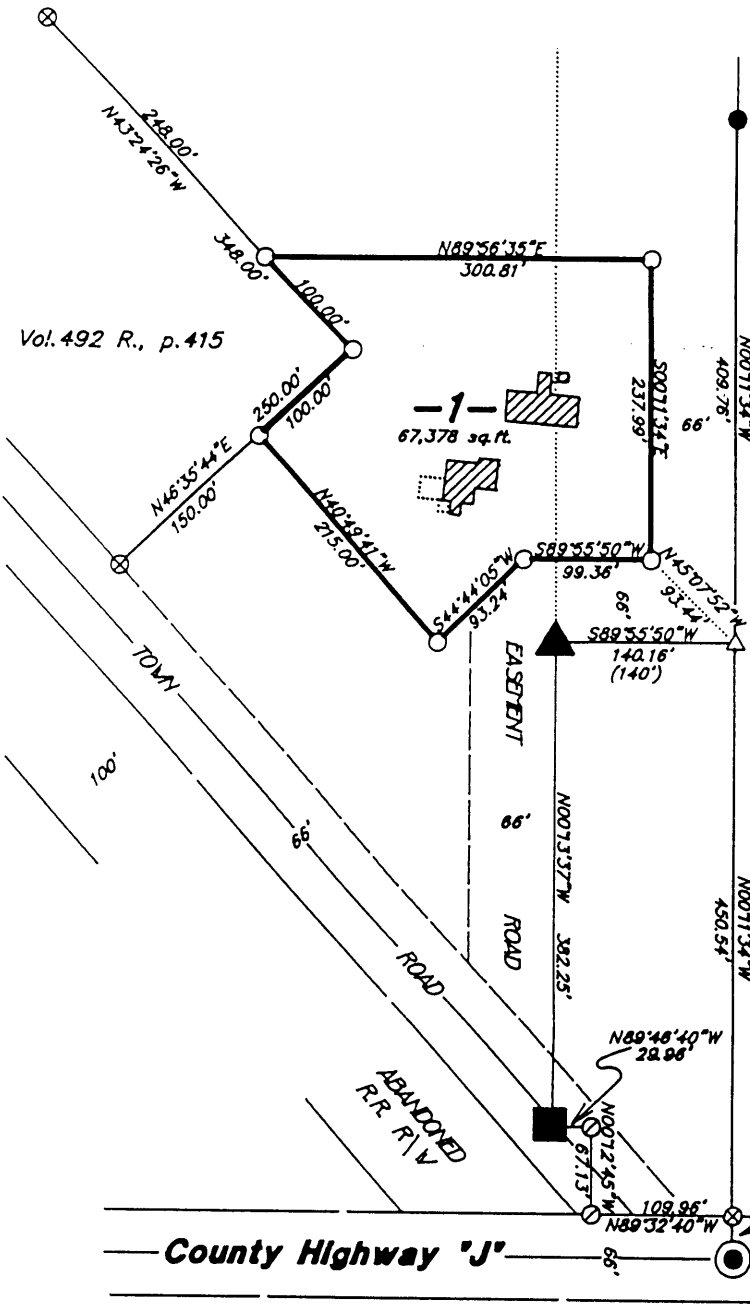 248.00'
N43°24'26"W
348.00'
N89°56'35"E
300.81'
100.00'
Vol. 492 R., p.415
250.00'
100.00'
-1-
67,378 sq.ft.
S00°11'34"E
237.99'
66'
N00°11'34"W
409.76'
N46°35'44"E
150.00'
N40°49'41"W
215.00'
S44°44'05"W
93.24'
S89°55'50"W
99.36'
N45°07'52"W
93.44'
66'
S89°55'50"W
140.16'
(140')
EASEMENT
66'
ROAD
TOWN
100'
66'
ROAD
N00°13'37"W 382.25'
N00°11'34"W
450.54'
N89°46'40"W
29.96'
ABANDONED
R.R. R\W
N00°12'45"W
67.13'
109.96'
N89°32'40"W
County Highway "J"
66'